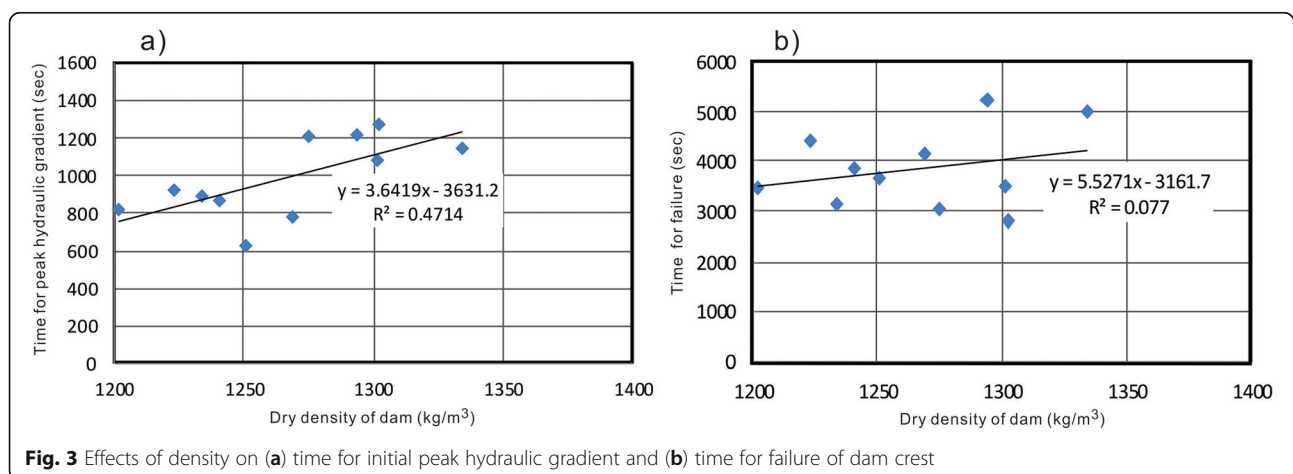 a)
Time for peak hydraulic gradient (sec)
1600
1400
1200
1000
800
600
400
200
0
y = 3.6419x - 3631.2
R² = 0.4714
1200 1250 1300 1350 1400
Dry density of dam (kg/m³)
b)
Time for failure (sec)
6000
5000
4000
3000
2000
1000
0
y = 5.5271x - 3161.7
R² = 0.077
1200 1250 1300 1350 1400
Dry density of dam (kg/m³)
Fig. 3 Effects of density on (a) time for initial peak hydraulic gradient and (b) time for failure of dam crest